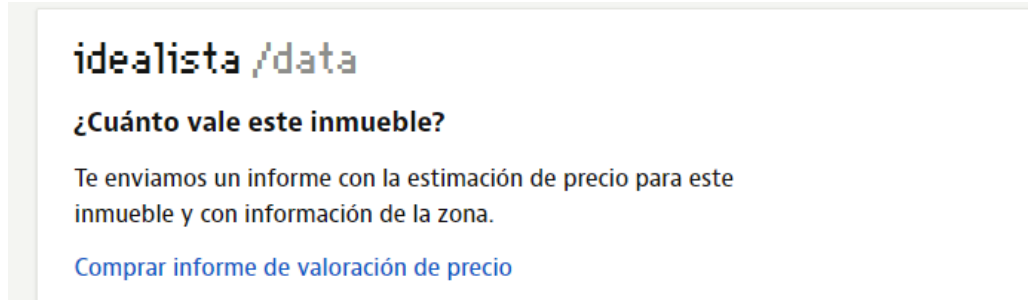 idealista /data
¿Cuánto vale este inmueble?
Te enviamos un informe con la estimación de precio para este
inmueble y con información de la zona.
Comprar informe de valoración de precio